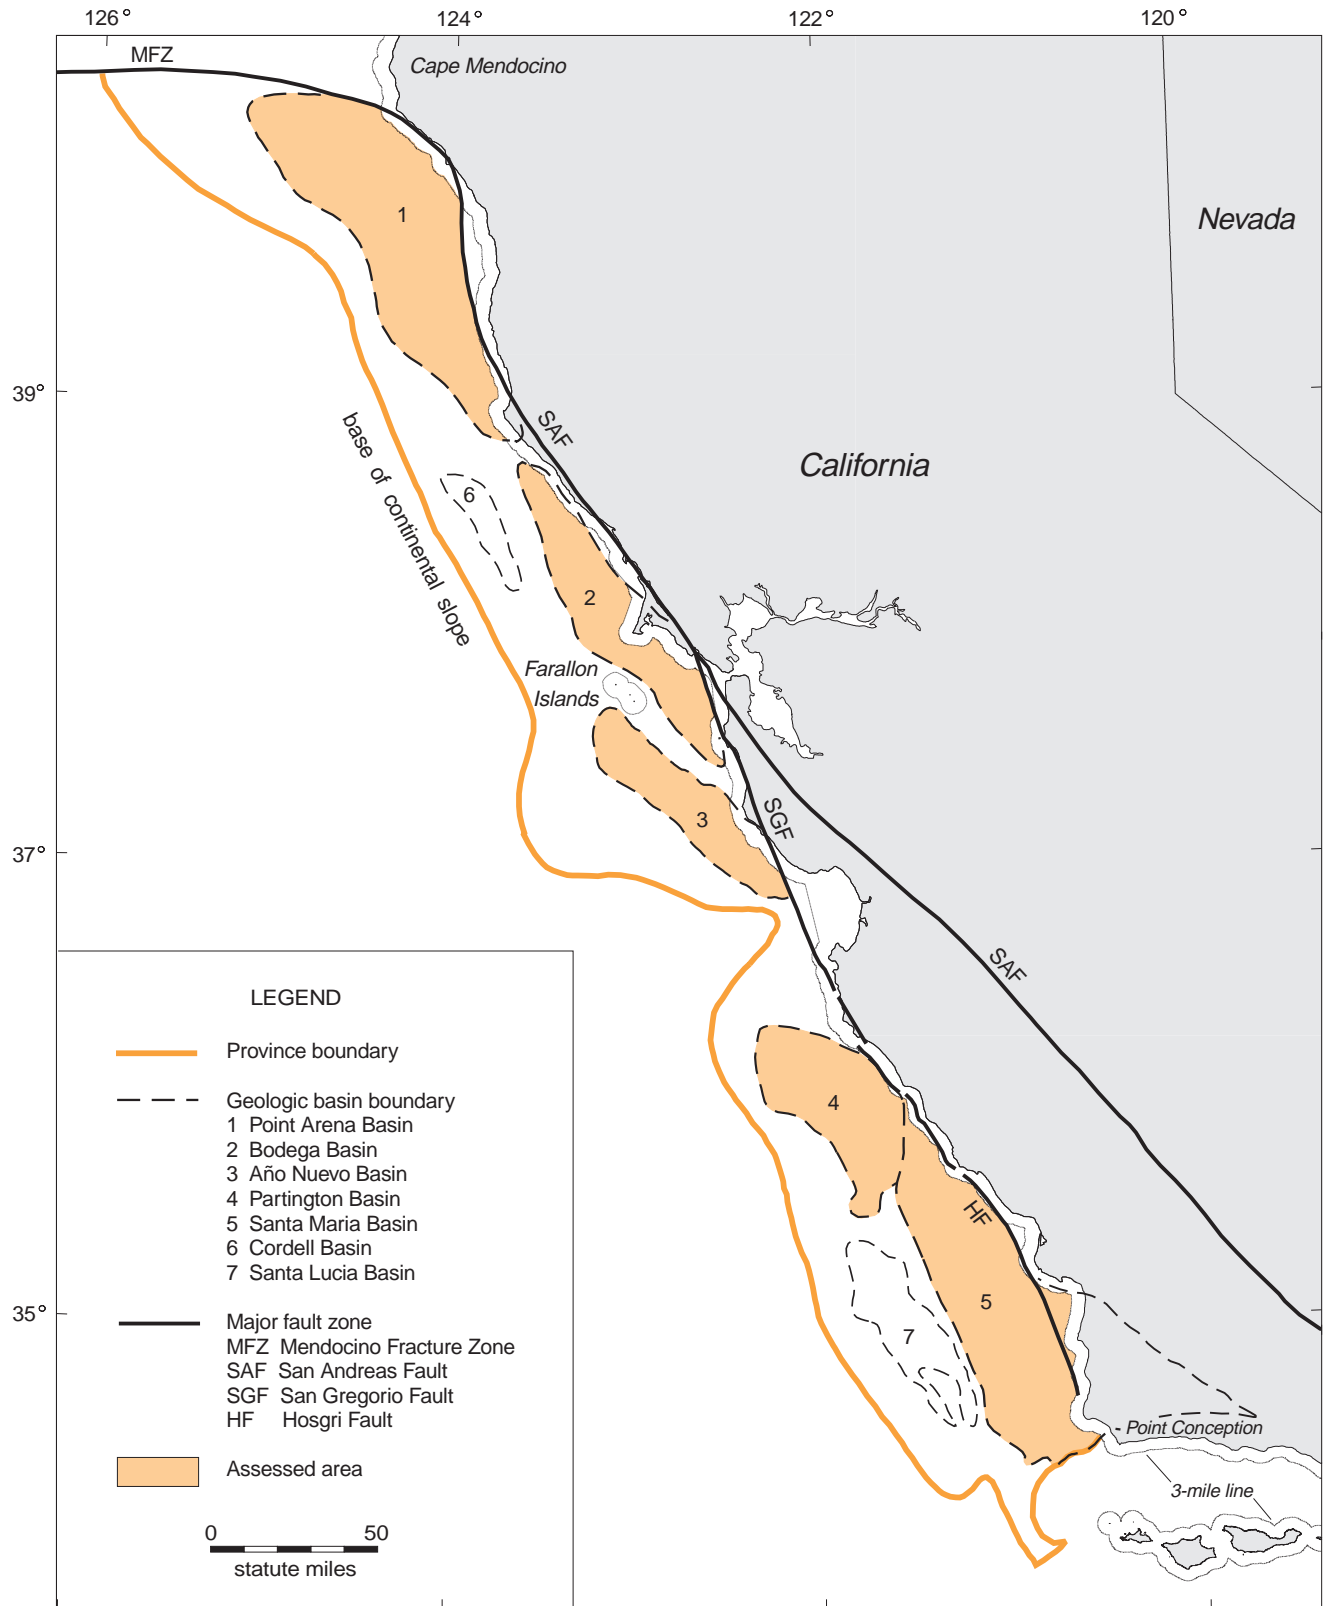 126° 124° 122° 120°
MFZ
Cape Mendocino
Nevada
1
39°
SAF
base of continental slope
California
6
2
Farallon
Islands
3
SGF
37°
SAF
4
HF
5
35°
7
Point Conception
3-mile line
LEGEND
Province boundary
Geologic basin boundary
1 Point Arena Basin
2 Bodega Basin
3 Año Nuevo Basin
4 Partington Basin
5 Santa Maria Basin
6 Cordell Basin
7 Santa Lucia Basin
Major fault zone
MFZ Mendocino Fracture Zone
SAF San Andreas Fault
SGF San Gregorio Fault
HF Hosgri Fault
Assessed area
0 50
statute miles